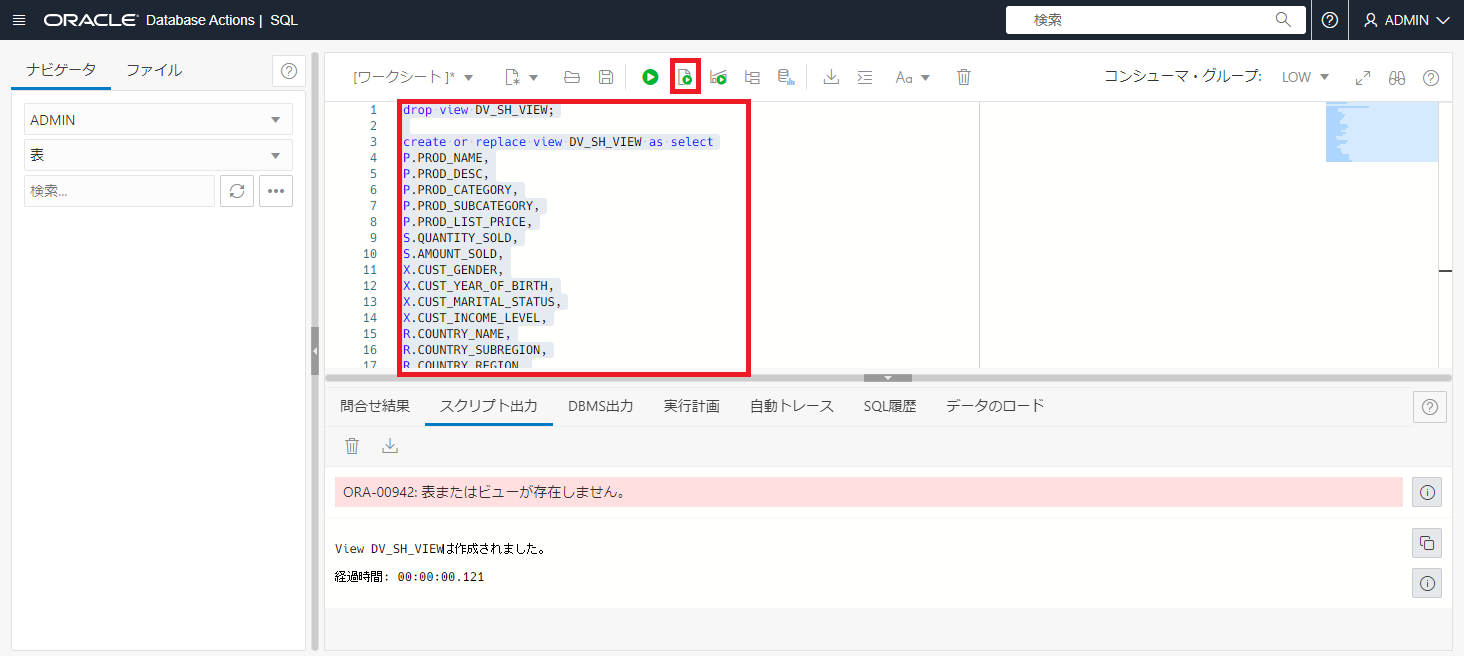 ORACLE Database Actions | SQL
検索
ADMIN
ナビゲータ
ファイル
ADMIN
表
検索...
[ワークシート]*
Aa
コンシューマ・グループ: LOW
1 drop view DV_SH_VIEW;
2
3 create or replace view DV_SH_VIEW as select
4 P.PROD_NAME,
5 P.PROD_DESC,
6 P.PROD_CATEGORY,
7 P.PROD_SUBCATEGORY,
8 P.PROD_LIST_PRICE,
9 S.QUANTITY_SOLD,
10 S.AMOUNT_SOLD,
11 X.CUST_GENDER,
12 X.CUST_YEAR_OF_BIRTH,
13 X.CUST_MARITAL_STATUS,
14 X.CUST_INCOME_LEVEL,
15 R.COUNTRY_NAME,
16 R.COUNTRY_SUBREGION,
17 R.COUNTRY_REGION,
問合せ結果 スクリプト出力 DBMS出力 実行計画 自動トレース SQL履歴 データのロード
ORA-00942: 表またはビューが存在しません。
View DV_SH_VIEWは作成されました。
経過時間: 00:00:00.121